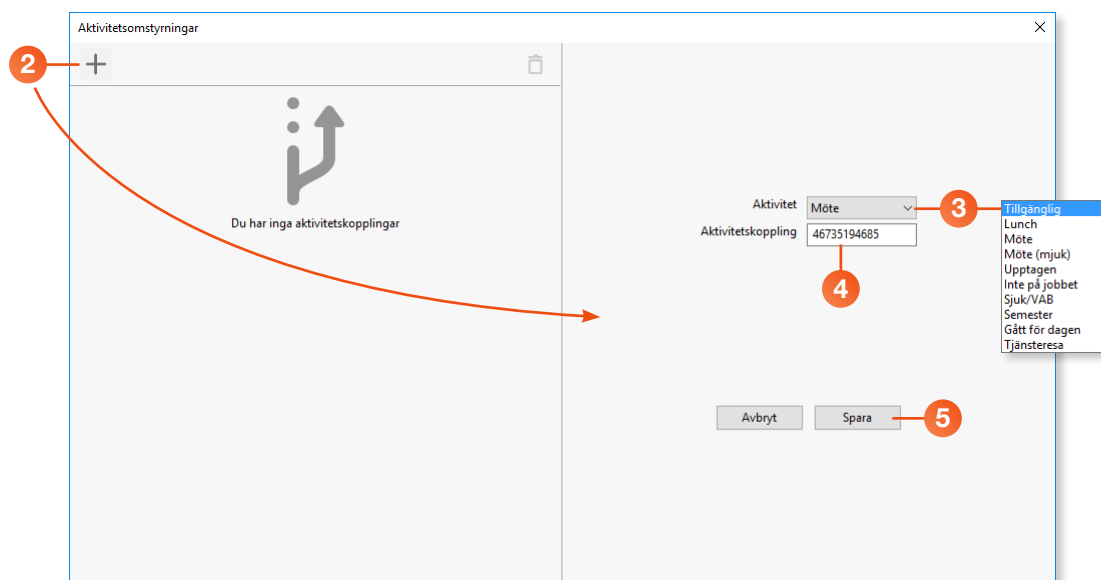 Aktivitetsomstyrningar
2
Du har inga aktivitetskopplingar
Aktivitet
Möte
3
Aktivitetskoppling
46735194685
4
Tillgänglig
Lunch
Möte
Möte (mjuk)
Upptagen
Inte på jobbet
Sjuk/VAB
Semester
Gått för dagen
Tjänsteresa
Avbryt
Spara
5